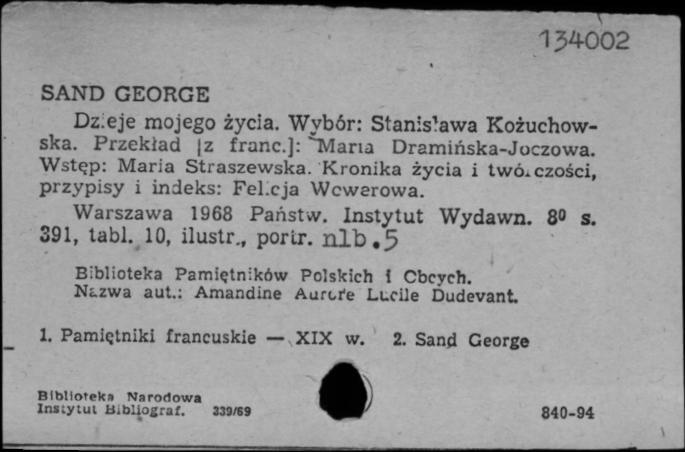 134002
SAND GEORGE
Dzieje mojego życia. Wybór: Stanisława Kożuchow-
ska. Przekład [z franc.]: Maria Dramińska-Joczowa.
Wstęp: Maria Straszewska. Kronika życia i twórczości,
przypisy i indeks: Felicja Wowerowa.
Warszawa 1968 Państw. Instytut Wydawn. 8⁰ s.
391, tabl. 10, ilustr., portr. nlb. 5
Biblioteka Pamiętników Polskich i Obcych.
Nazwa aut.: Amandine Aurore Lucile Dudevant.
1. Pamiętniki francuskie — XIX w. 2. Sand George
Biblioteka Narodowa
Instytut Bibliograf. 339/69
840-94